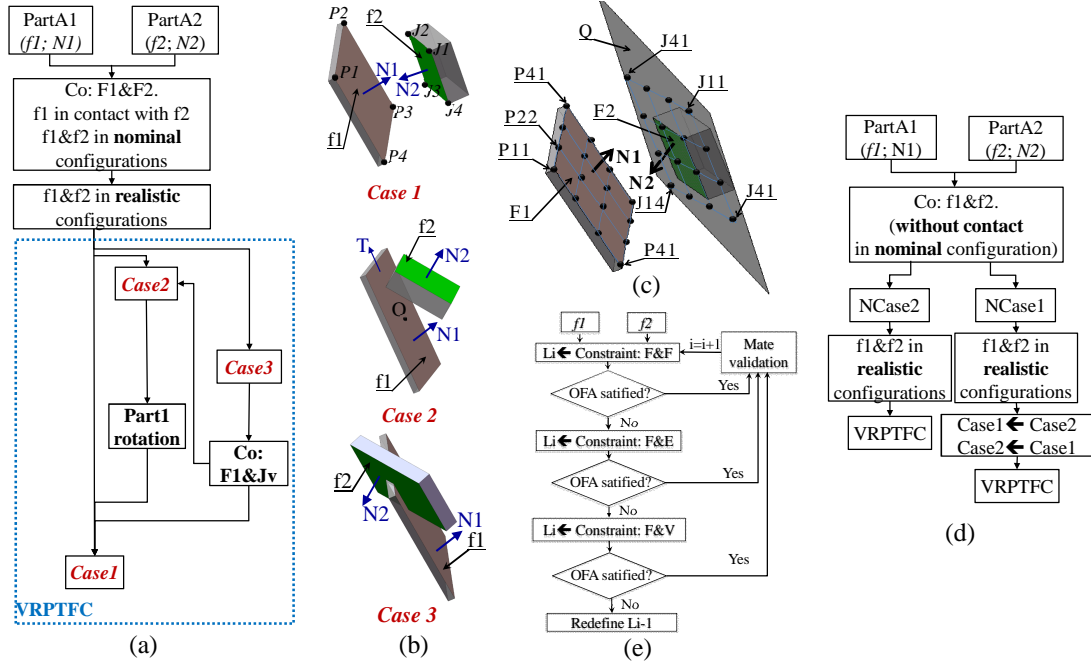 PartA1
(f1; N1)
PartA2
(f2; N2)
Co: F1&F2.
f1 in contact with f2
f1&f2 in nominal
configurations
f1&f2 in realistic
configurations
Case2
Case3
Part1
rotation
Co:
F1&Jv
Case1
VRPTFC
(a)
P2
f2
J2
J1
P1
N1
N2
J3
J4
P3
f1
P4
Case 1
T
f2
N2
O
N1
f1
Case 2
f2
N2
N1
f1
Case 3
(b)
Q
J41
P41
J11
P22
F2
P11
N1
N2
F1
J14
J41
P41
(c)
f1
f2
Li🡸 Constraint: F&F
i=i+1
Mate
validation
OFA satified?
Yes
No
Li🡸 Constraint: F&E
OFA satified?
Yes
No
Li🡸 Constraint: F&V
OFA satified?
Yes
No
Redefine Li-1
(e)
PartA1
(f1; N1)
PartA2
(f2; N2)
Co: f1&f2.
(without contact
in nominal configuration)
NCase2
NCase1
f1&f2 in
realistic
configurations
f1&f2 in
realistic
configurations
VRPTFC
Case1🡸 Case2
Case2🡸 Case1
VRPTFC
(d)